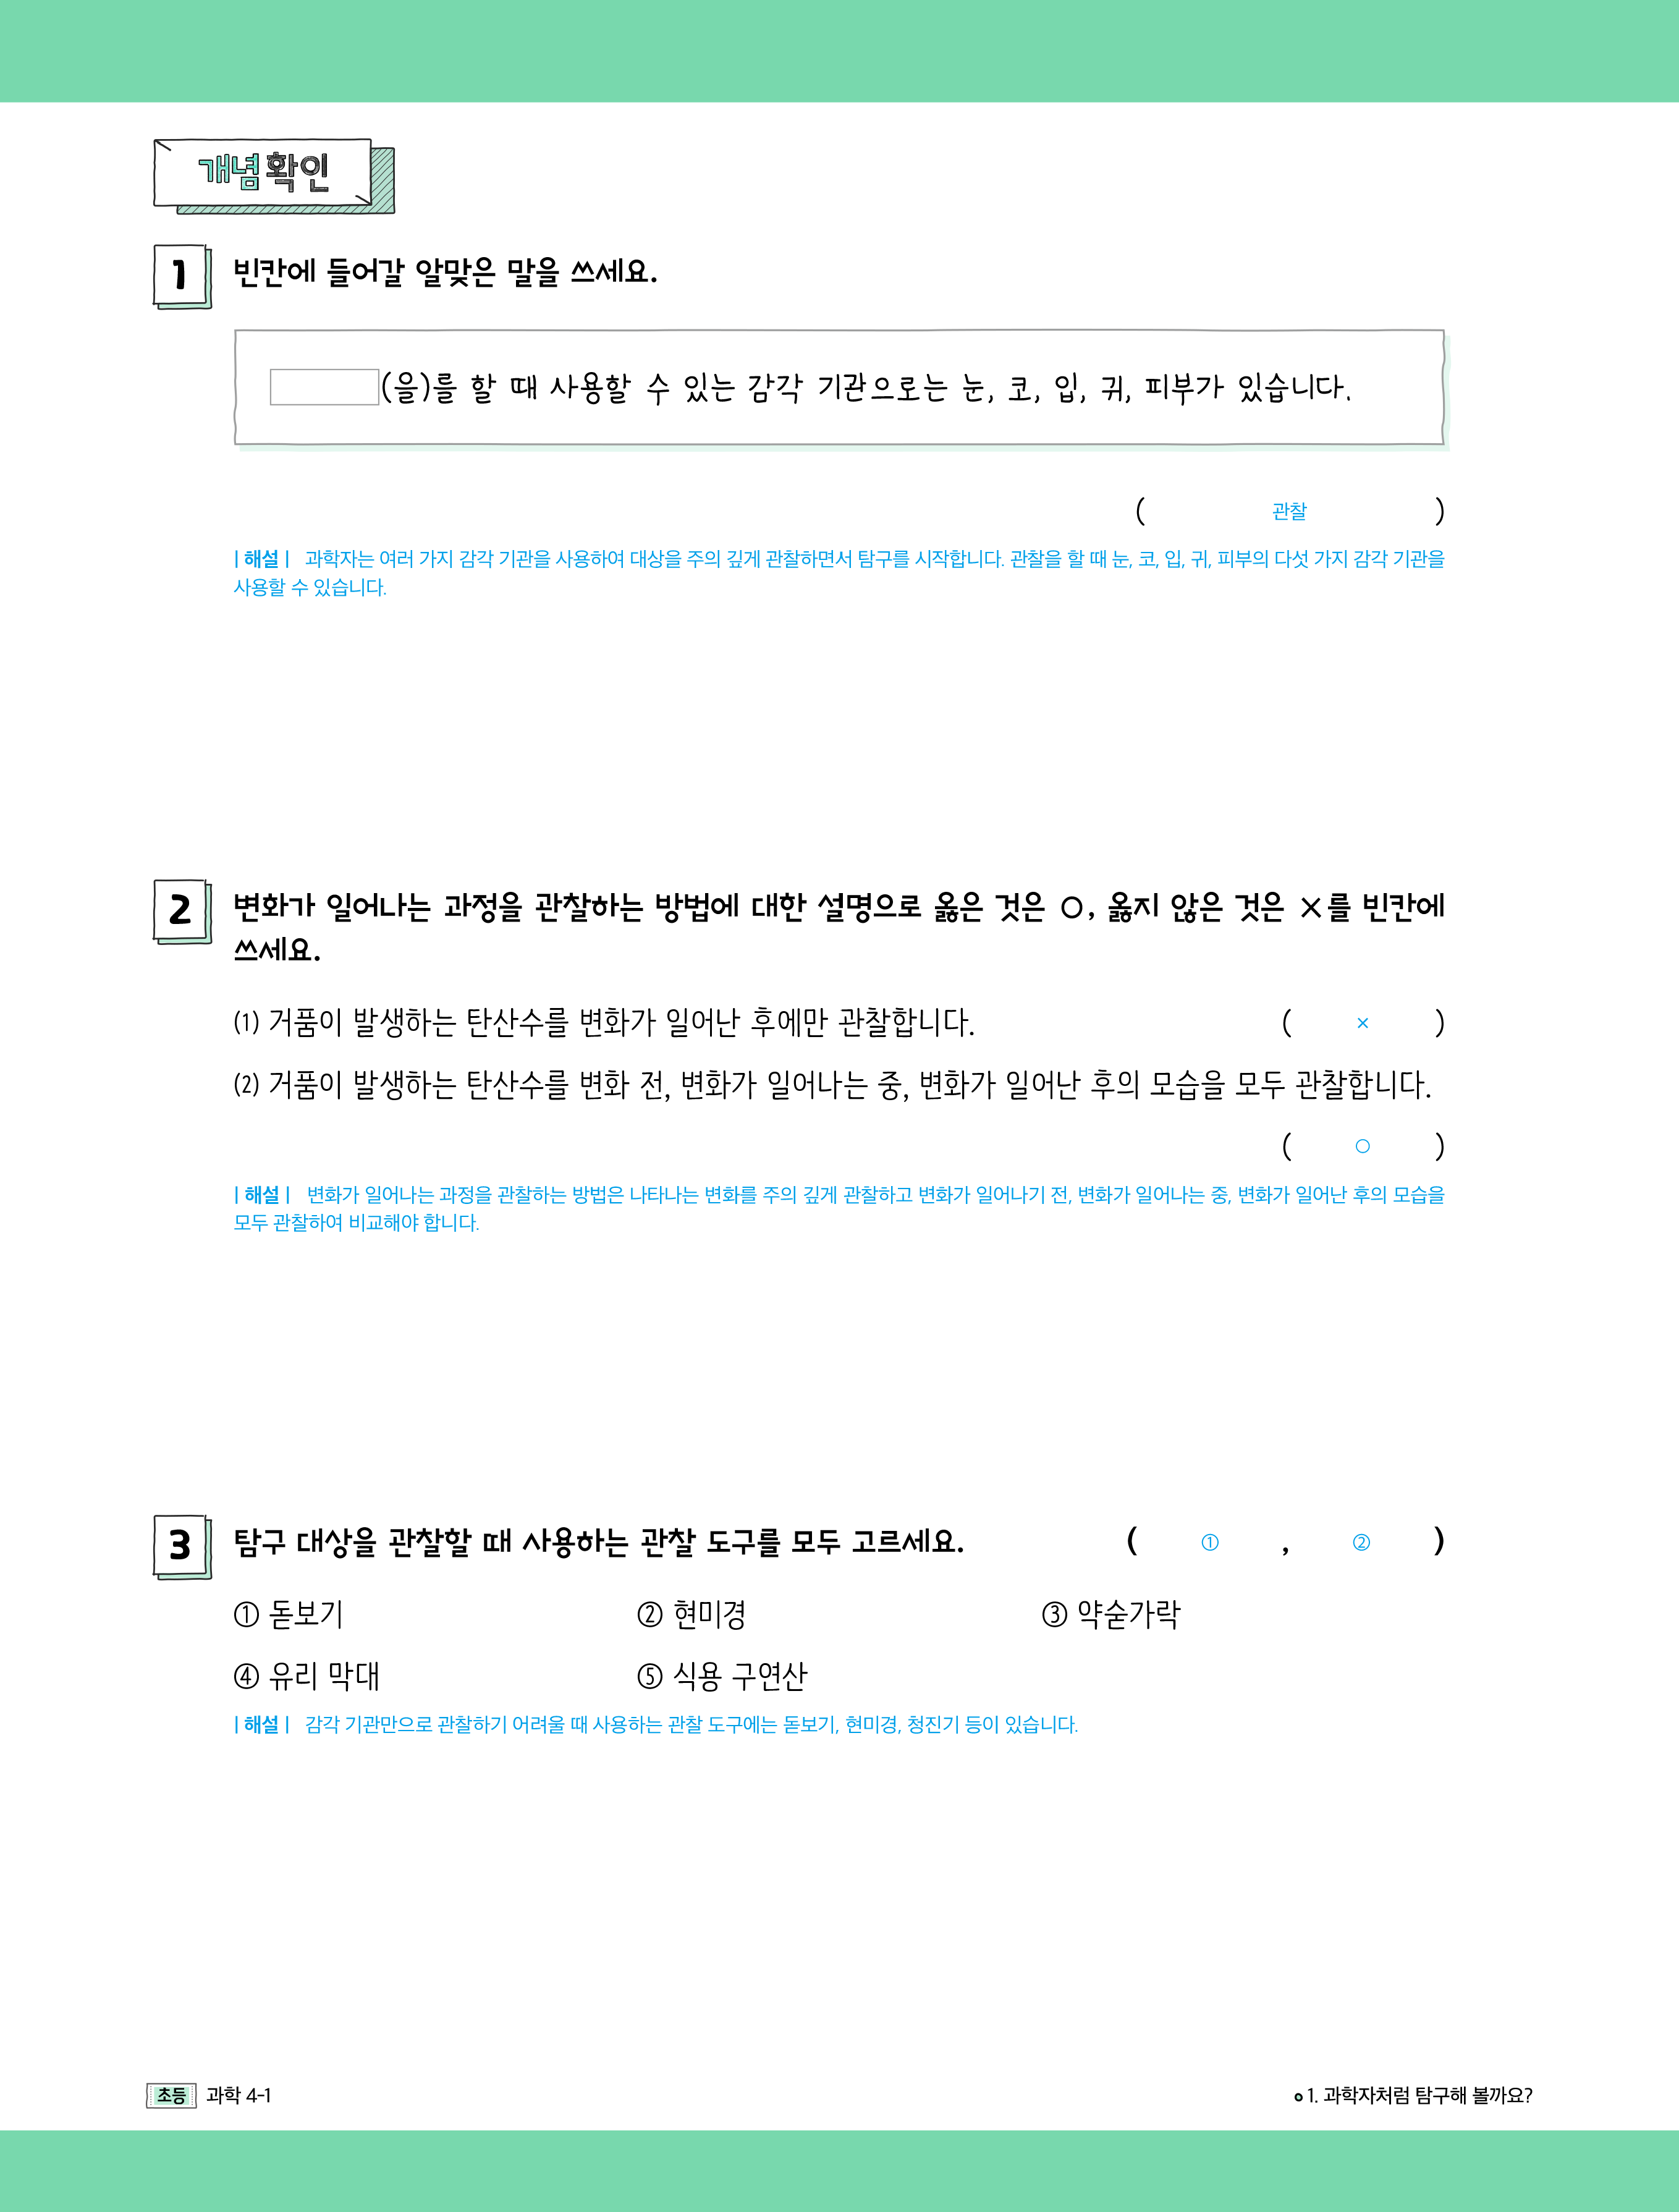 개념 확인
1 빈칸에 들어갈 알맞은 말을 쓰세요.
(을)를 할 때 사용할 수 있는 감각 기관으로는 눈, 코, 입, 귀, 피부가 있습니다.
( 관찰 )
| 해설 | 과학자는 여러 가지 감각 기관을 사용하여 대상을 주의 깊게 관찰하면서 탐구를 시작합니다. 관찰을 할 때 눈, 코, 입, 귀, 피부의 다섯 가지 감각 기관을
사용할 수 있습니다.
2 변화가 일어나는 과정을 관찰하는 방법에 대한 설명으로 옳은 것은 ○, 옳지 않은 것은 ×를 빈칸에
쓰세요.
(1) 거품이 발생하는 탄산수를 변화가 일어난 후에만 관찰합니다. ( × )
(2) 거품이 발생하는 탄산수를 변화 전, 변화가 일어나는 중, 변화가 일어난 후의 모습을 모두 관찰합니다.
( ○ )
| 해설 | 변화가 일어나는 과정을 관찰하는 방법은 나타나는 변화를 주의 깊게 관찰하고 변화가 일어나기 전, 변화가 일어나는 중, 변화가 일어난 후의 모습을
모두 관찰하여 비교해야 합니다.
3 탐구 대상을 관찰할 때 사용하는 관찰 도구를 모두 고르세요. ( ① , ② )
① 돋보기 ② 현미경 ③ 약숟가락
④ 유리 막대 ⑤ 식용 구연산
| 해설 | 감각 기관만으로 관찰하기 어려울 때 사용하는 관찰 도구에는 돋보기, 현미경, 청진기 등이 있습니다.
초등 과학 4-1 1. 과학자처럼 탐구해 볼까요?